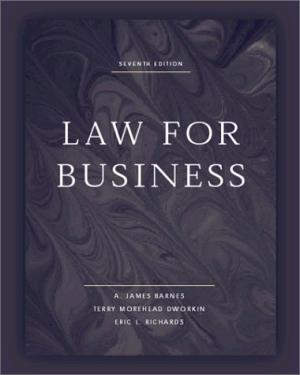 SEVENTH EDITION
LAW FOR
BUSINESS
A. JAMES BARNES
TERRY MOREHEAD DWORKIN
ERIC L. RICHARDS